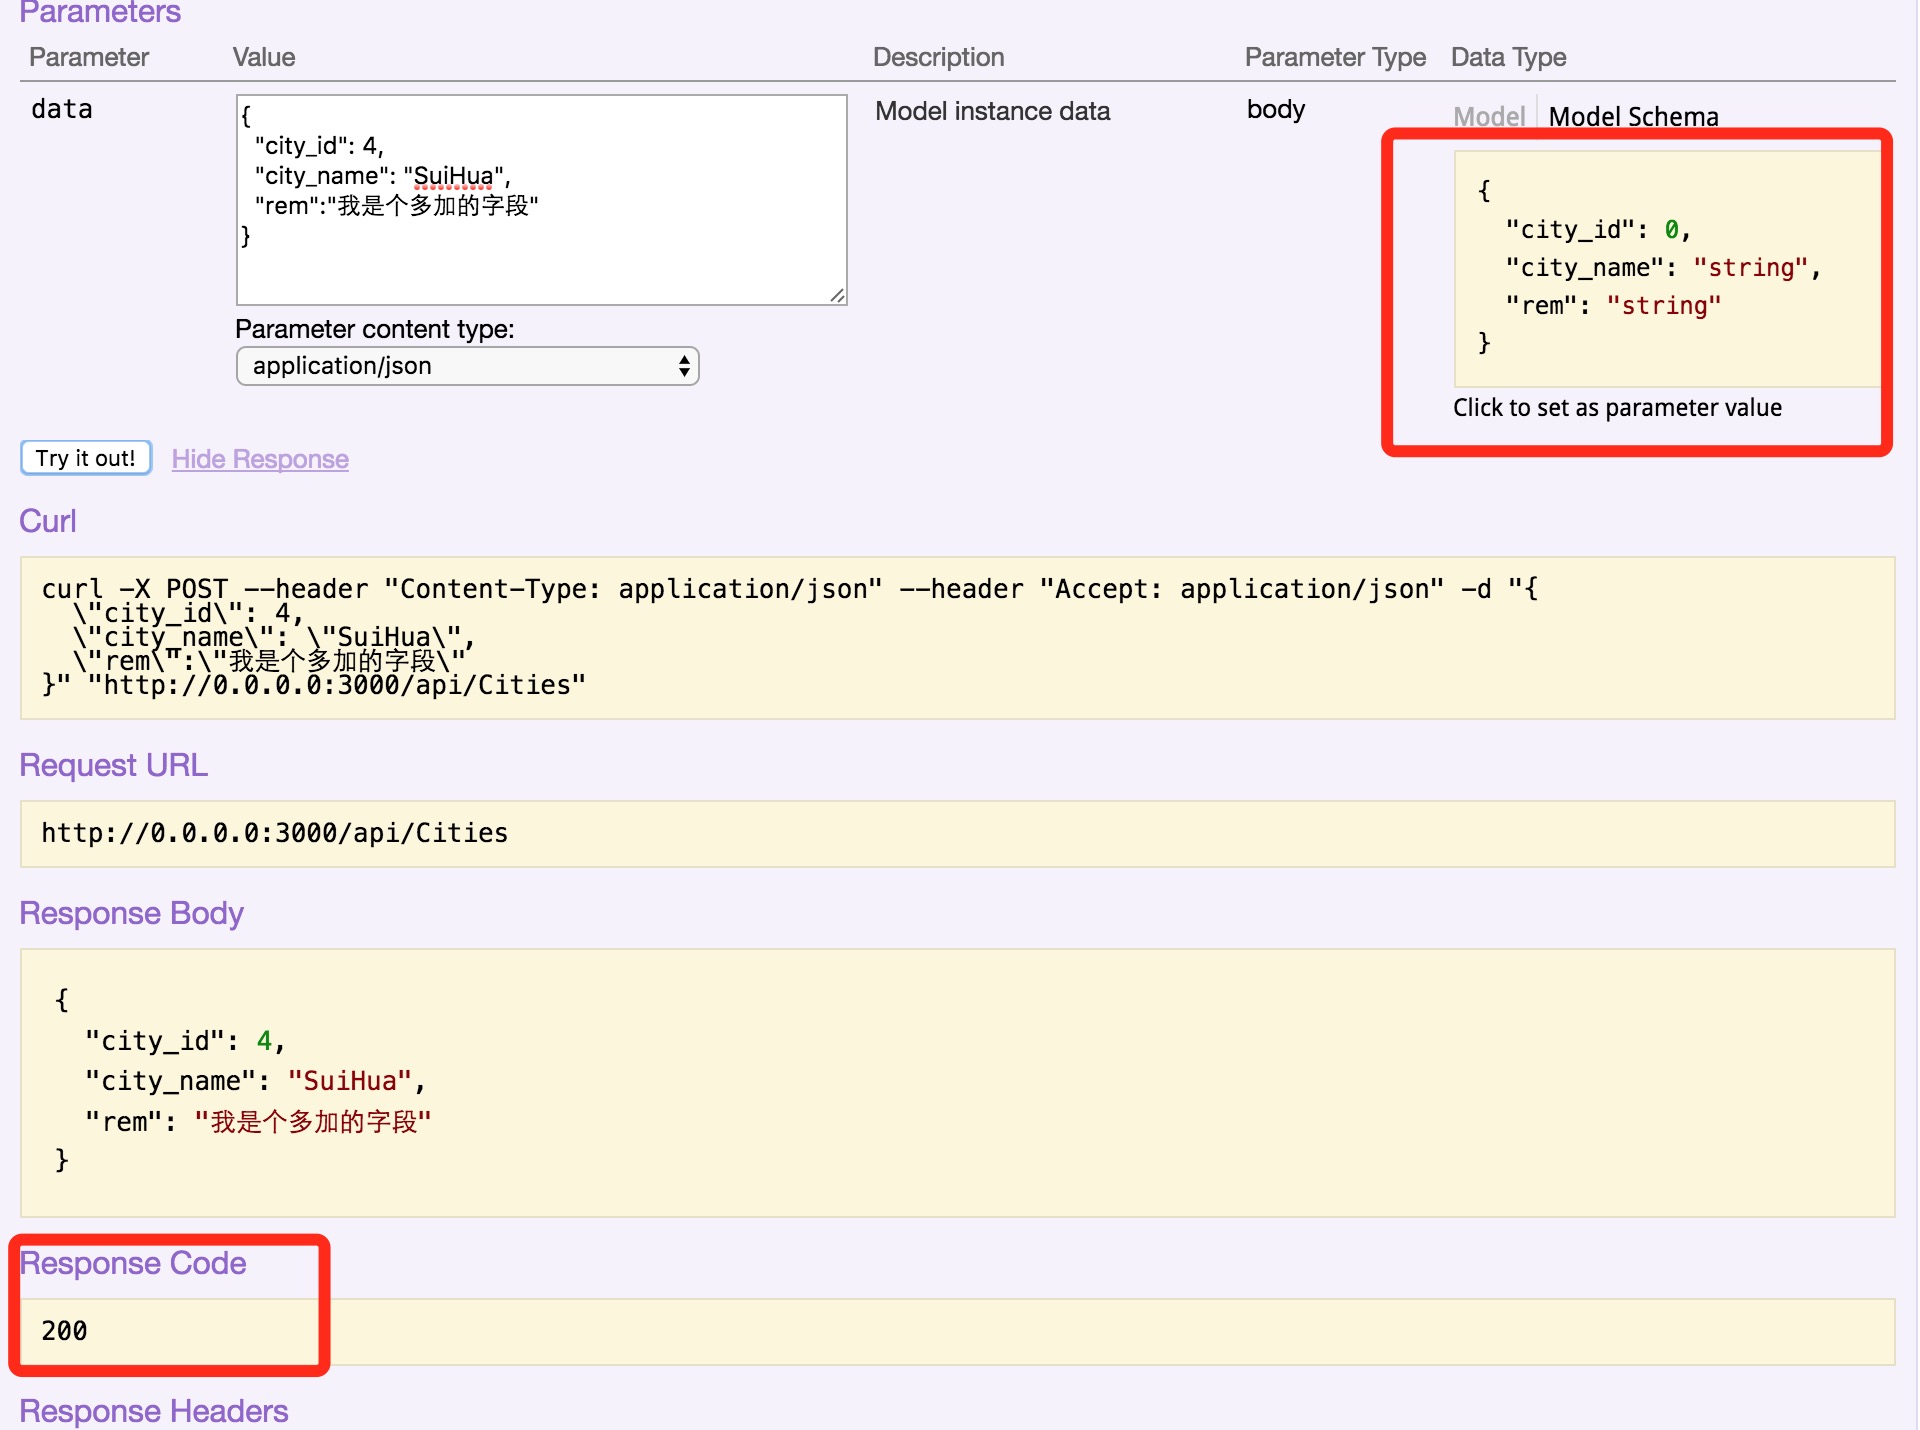 Parameters
Parameter Value Description Parameter Type Data Type
data
{
"city_id": 4,
"city_name": "SuiHua",
"rem":"我是个多加的字段"
}
Parameter content type:
application/json
Model instance data
body
Model Model Schema
{
"city_id": 0,
"city_name": "string",
"rem": "string"
}
Click to set as parameter value
Try it out! Hide Response
Curl
curl -X POST --header "Content-Type: application/json" --header "Accept: application/json" -d "{
\"city_id\": 4,
\"city_name\": \"SuiHua\",
\"rem\":\"我是个多加的字段\"
}" "http://0.0.0.0:3000/api/Cities"
Request URL
http://0.0.0.0:3000/api/Cities
Response Body
{
"city_id": 4,
"city_name": "SuiHua",
"rem": "我是个多加的字段"
}
Response Code
200
Response Headers